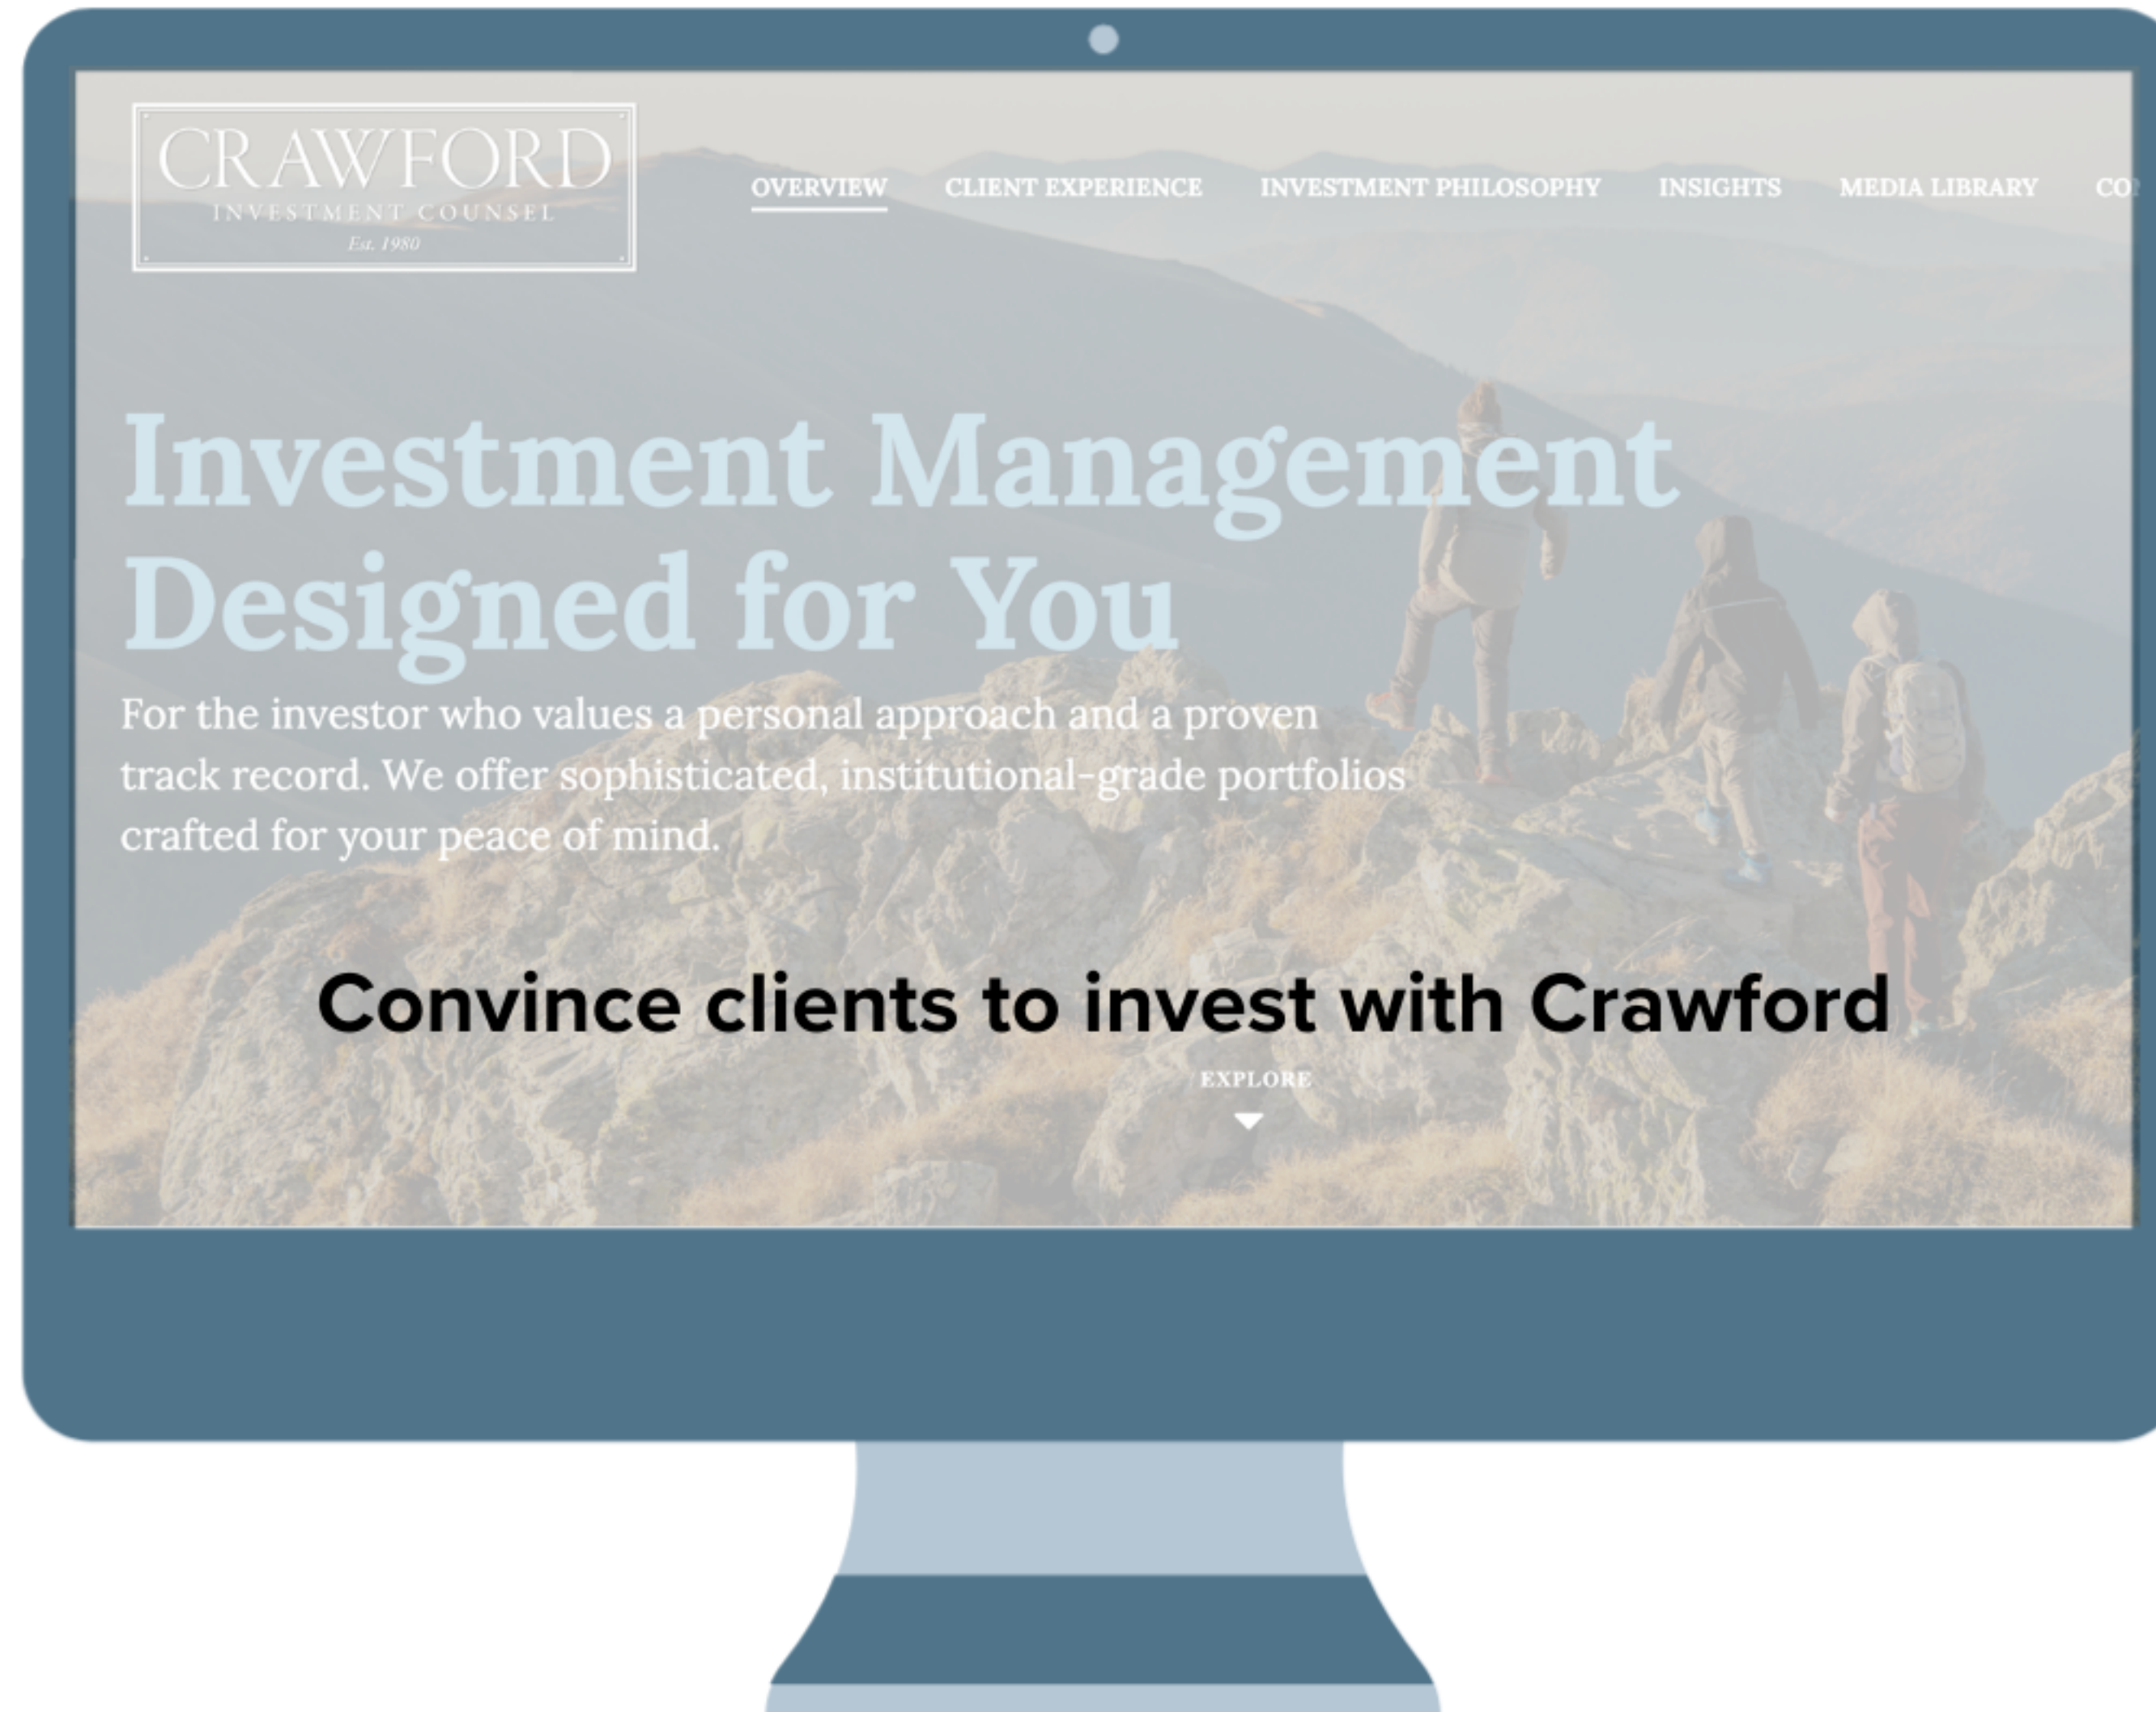 CRAWFORD
INVESTMENT COUNSEL
Est. 1980
OVERVIEW CLIENT EXPERIENCE INVESTMENT PHILOSOPHY INSIGHTS MEDIA LIBRARY
Investment Management
Designed for You
For the investor who values a personal approach and a proven
track record. We offer sophisticated, institutional-grade portfolios
crafted for your peace of mind.
Convince clients to invest with Crawford
EXPLORE